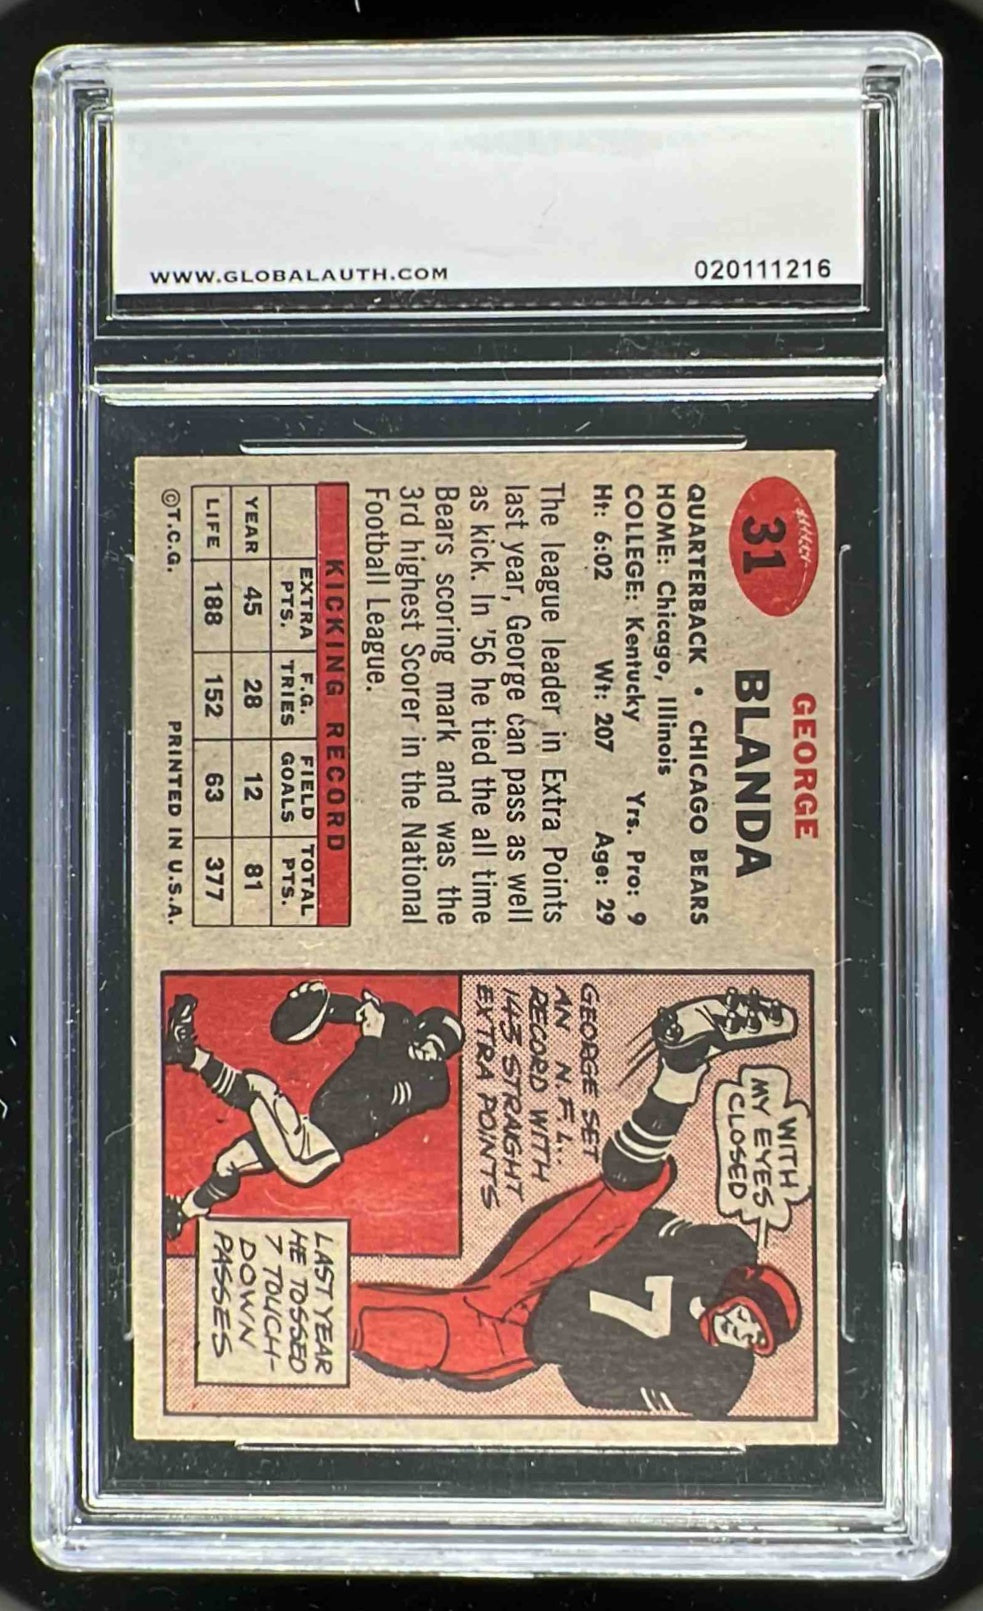 WWW.GLOBALAUTH.COM
020111216
31
GEORGE
BLANDA
QUARTERBACK • CHICAGO BEARS
HOME: Chicago, Illinois
COLLEGE: Kentucky Yrs. Pro: 9
Ht: 6:02 Wt: 207 Age: 29
The league leader in Extra Points
last year, George can pass as well
as kick. In '56 he tied the all time
Bears scoring mark and was the
3rd highest Scorer in the National
Football League.
KICKING RECORD
EXTRA PTS. F.G. TRIES FIELD GOALS TOTAL PTS.
YEAR 45 28 12 81
LIFE 188 152 63 377
©T.C.G. PRINTED IN U.S.A.
WITH
MY EYES
CLOSED
GEORGE SET
AN N.F.L.
RECORD WITH
143 STRAIGHT
EXTRA POINTS
7
LAST YEAR
HE TOSSED
7 TOUCH-
DOWN
PASSES